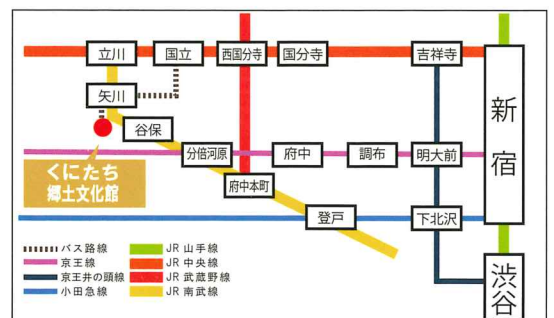 立川
国立
西国分寺
国分寺
吉祥寺
新宿
矢川
谷保
分倍河原
府中
調布
明大前
くにたち
郷土文化館
府中本町
登戸
下北沢
渋谷
バス路線
京王線
京王井の頭線
小田急線
JR 山手線
JR 中央線
JR 武蔵野線
JR 南武線